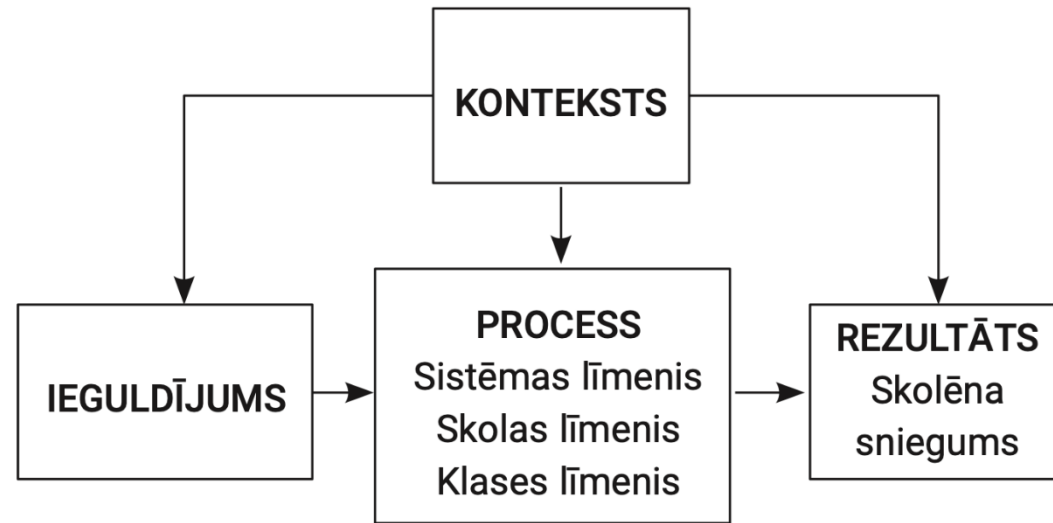 KONTEKSTS
IEGULDĪJUMS
PROCESS
Sistēmas līmenis
Skolas līmenis
Klases līmenis
REZULTĀTS
Skolēna
sniegums